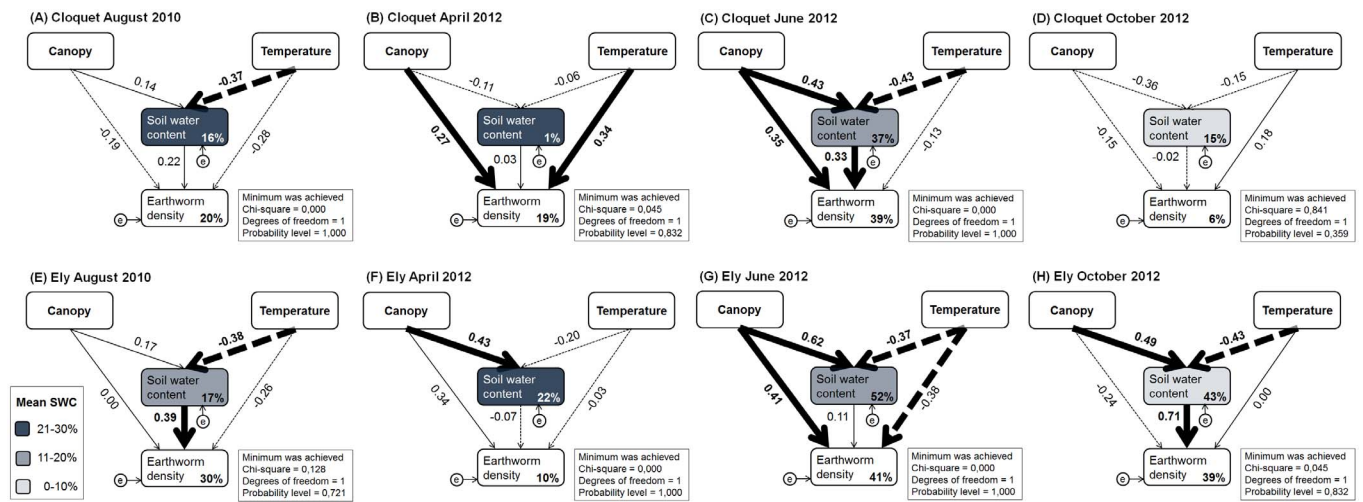 (A) Cloquet August 2010
Canopy
Temperature
0.14
-0.37
Soil water
content 16%
-0.19
-0.28
0.22
e
Earthworm
density 20%
e
Minimum was achieved
Chi-square = 0,000
Degrees of freedom = 1
Probability level = 1,000
(B) Cloquet April 2012
Canopy
Temperature
-0.11
-0.06
Soil water
content 1%
0.27
0.34
0.03
e
Earthworm
density 19%
e
Minimum was achieved
Chi-square = 0,045
Degrees of freedom = 1
Probability level = 0,832
(C) Cloquet June 2012
Canopy
Temperature
0.43
-0.43
Soil water
content 37%
0.35
-0.13
0.33
e
Earthworm
density 39%
e
Minimum was achieved
Chi-square = 0,000
Degrees of freedom = 1
Probability level = 1,000
(D) Cloquet October 2012
Canopy
Temperature
-0.36
-0.15
Soil water
content 15%
-0.15
0.18
-0.02
e
Earthworm
density 6%
e
Minimum was achieved
Chi-square = 0,841
Degrees of freedom = 1
Probability level = 0,359
(E) Ely August 2010
Canopy
Temperature
0.17
-0.38
Soil water
content 17%
0.00
-0.26
0.39
e
Earthworm
density 30%
e
Minimum was achieved
Chi-square = 0,128
Degrees of freedom = 1
Probability level = 0,721
Mean SWC
21-30%
11-20%
0-10%
(F) Ely April 2012
Canopy
Temperature
0.43
-0.20
Soil water
content 22%
0.34
-0.03
-0.07
e
Earthworm
density 10%
e
Minimum was achieved
Chi-square = 0,000
Degrees of freedom = 1
Probability level = 1,000
(G) Ely June 2012
Canopy
Temperature
0.62
-0.37
Soil water
content 52%
0.41
-0.38
0.11
e
Earthworm
density 41%
e
Minimum was achieved
Chi-square = 0,000
Degrees of freedom = 1
Probability level = 1,000
(H) Ely October 2012
Canopy
Temperature
0.49
-0.43
Soil water
content 43%
-0.24
0.00
0.71
e
Earthworm
density 39%
e
Minimum was achieved
Chi-square = 0,045
Degrees of freedom = 1
Probability level = 0,832